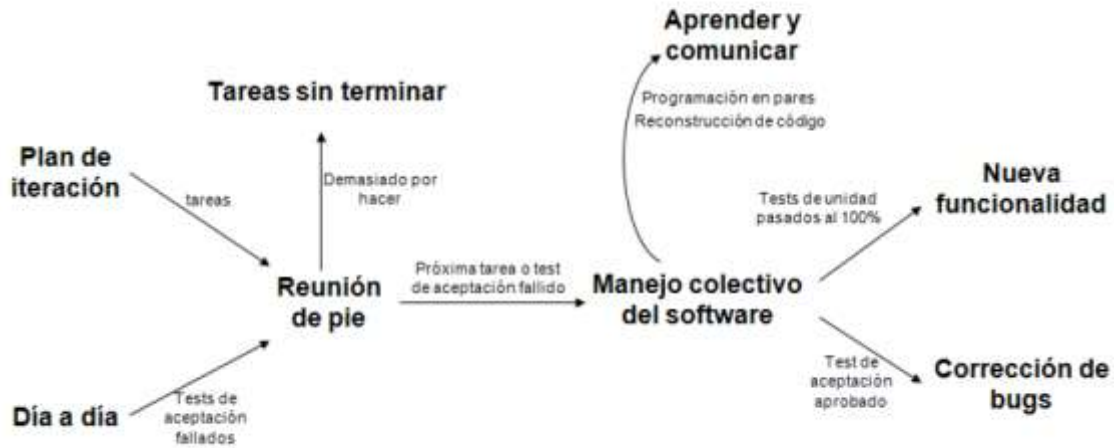 Aprender y
comunicar
Tareas sin terminar
Programación en pares
Reconstrucción de código
Plan de
iteración
tareas
Demasiado por
hacer
Nueva
funcionalidad
Tests de unidad
pasados al 100%
Reunión
de pie
Próxima tarea o test
de aceptación fallido
Manejo colectivo
del software
Día a día
Tests de
aceptación
fallados
Test de
aceptación
aprobado
Corrección de
bugs